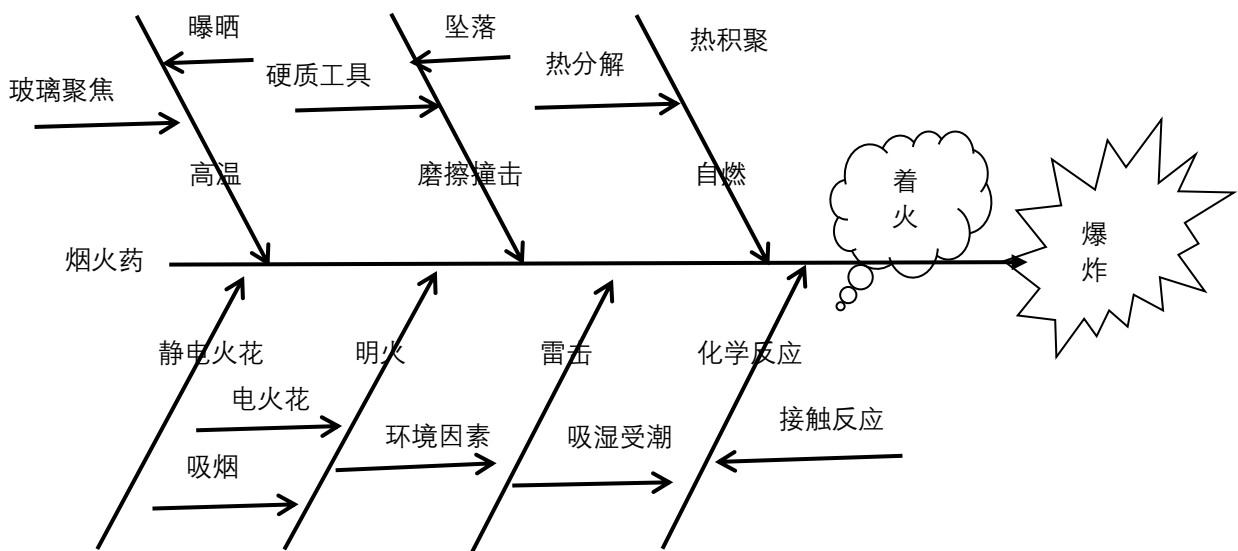 曝晒
坠落
热积聚
玻璃聚焦
硬质工具
热分解
高温
磨擦撞击
自燃
着
火
烟火药
爆
炸
静电火花
明火
雷击
化学反应
电火花
环境因素
吸湿受潮
接触反应
吸烟